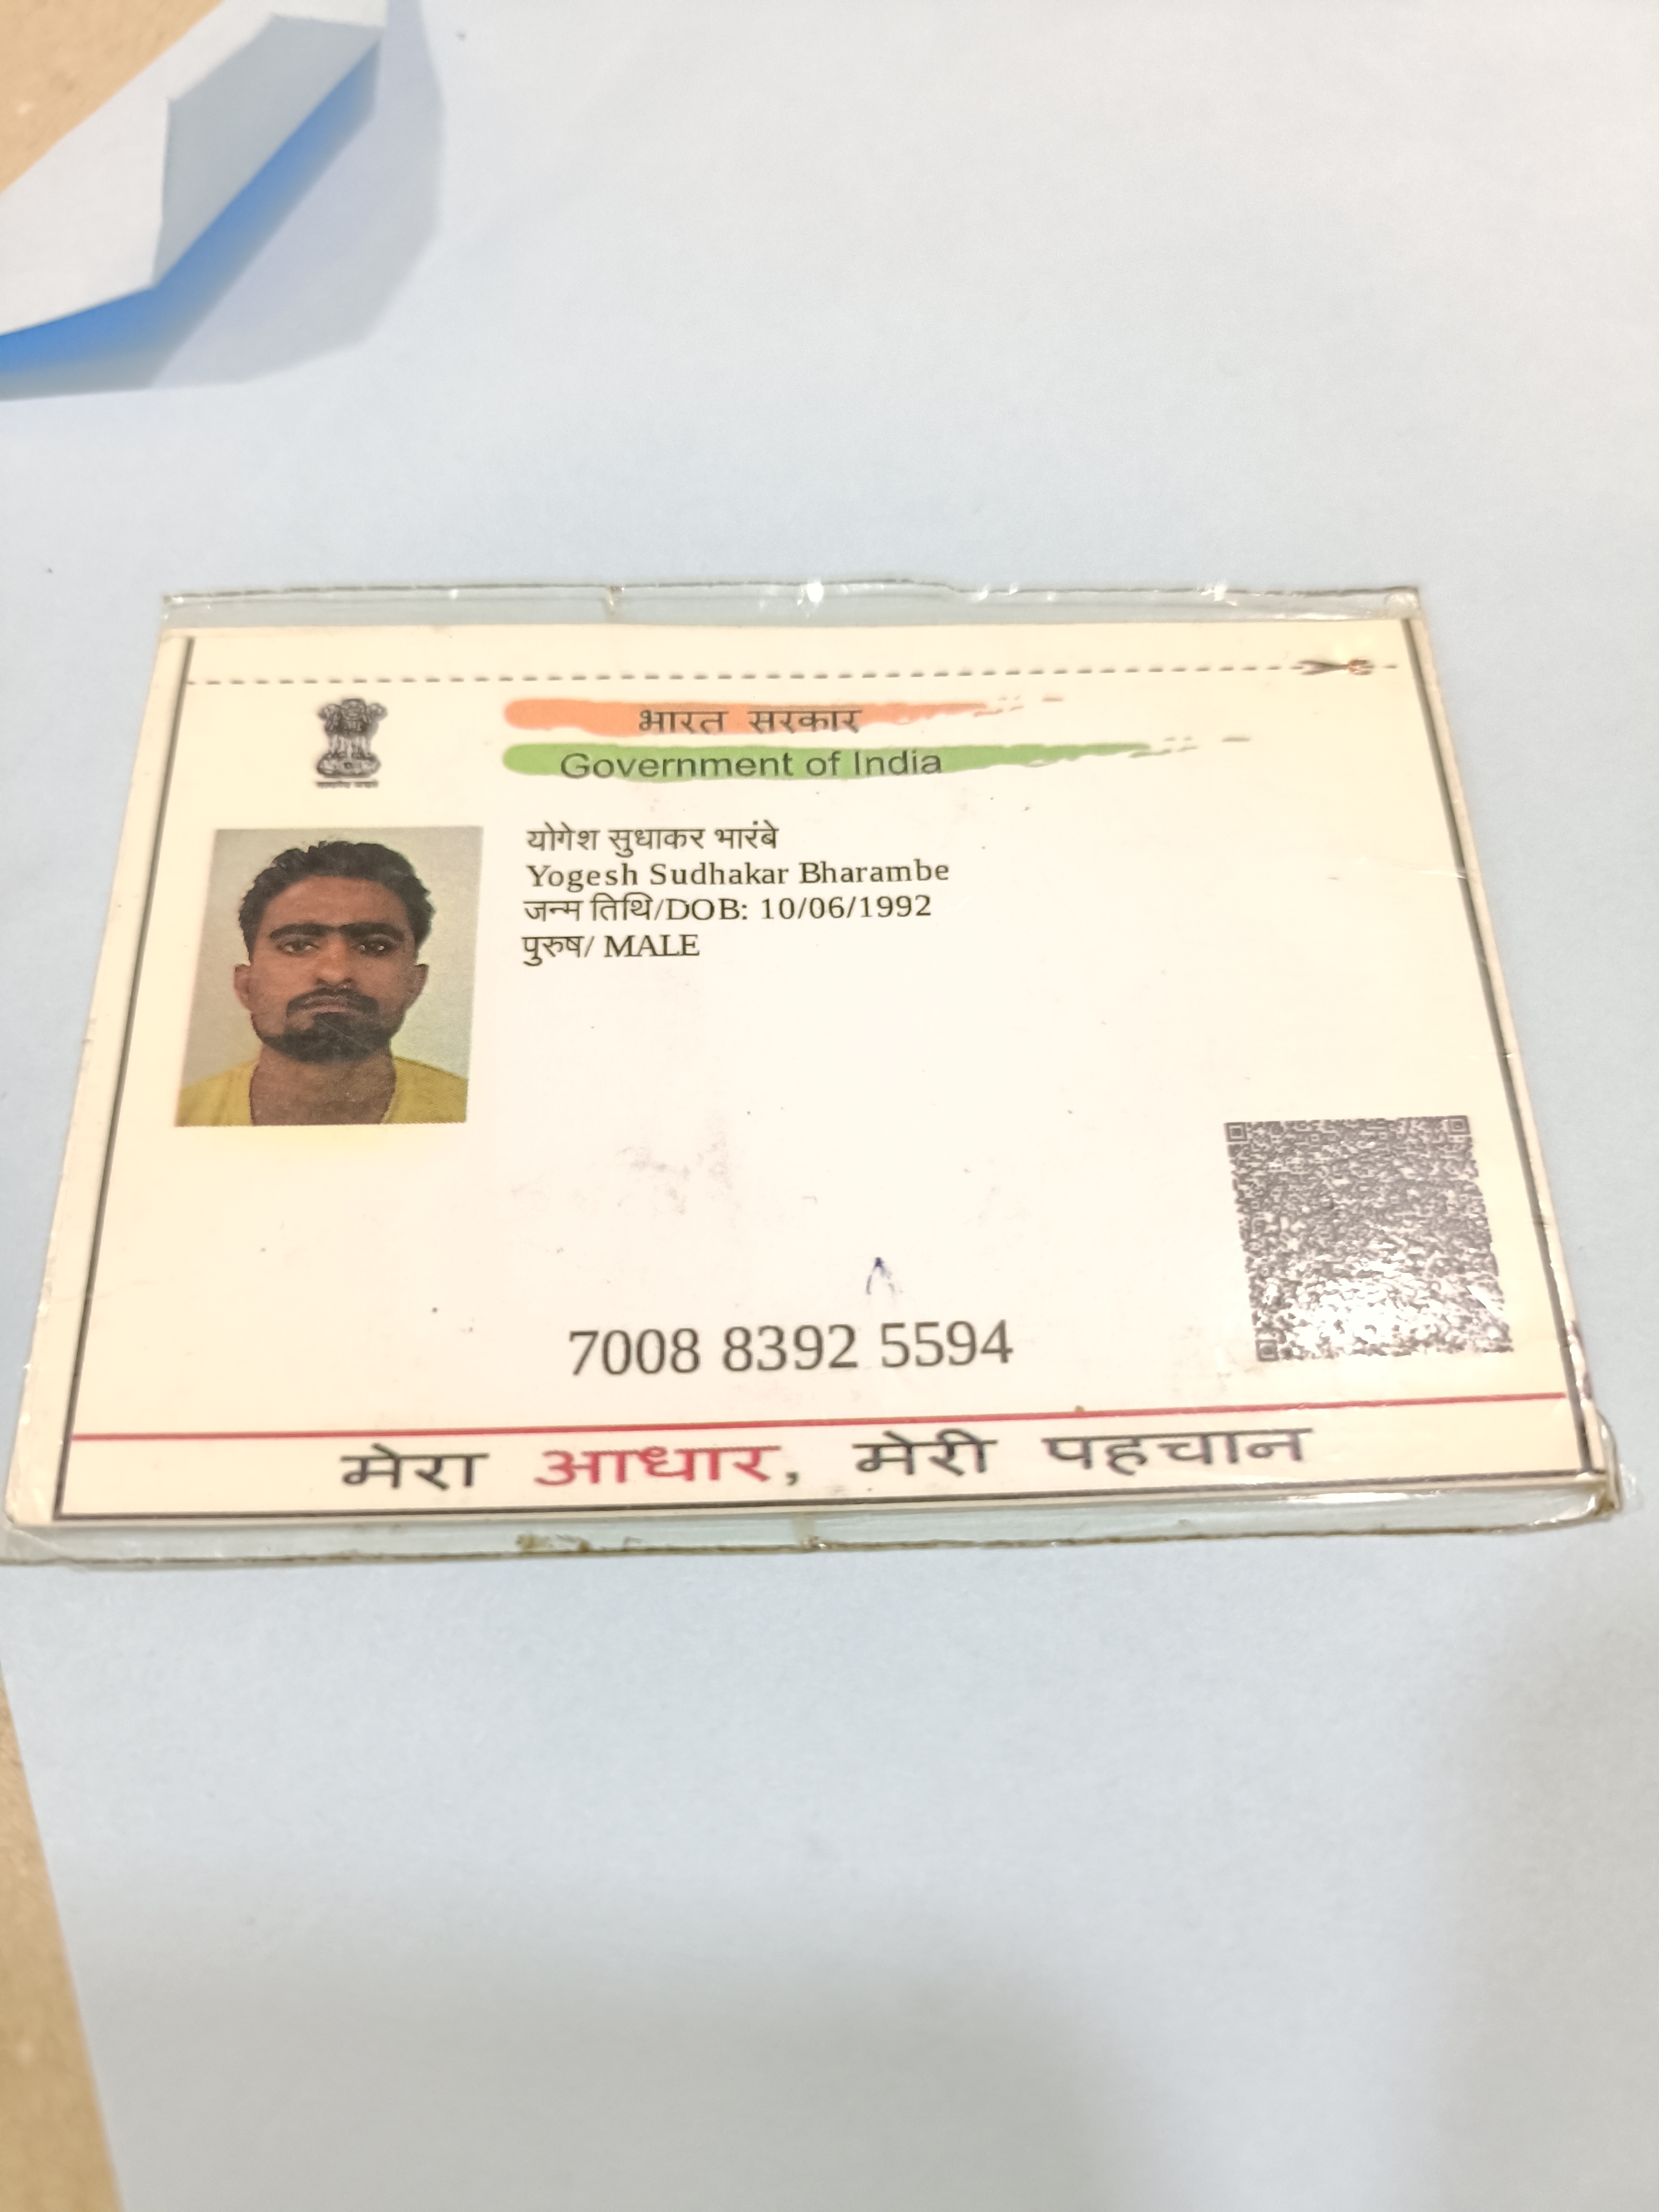 भारत सरकार
Government of India
योगेश सुधाकर भारंबे
Yogesh Sudhakar Bharambe
जन्म तिथि/DOB: 10/06/1992
पुरुष/ MALE
7008 8392 5594
मेरा आधार, मेरी पहचान